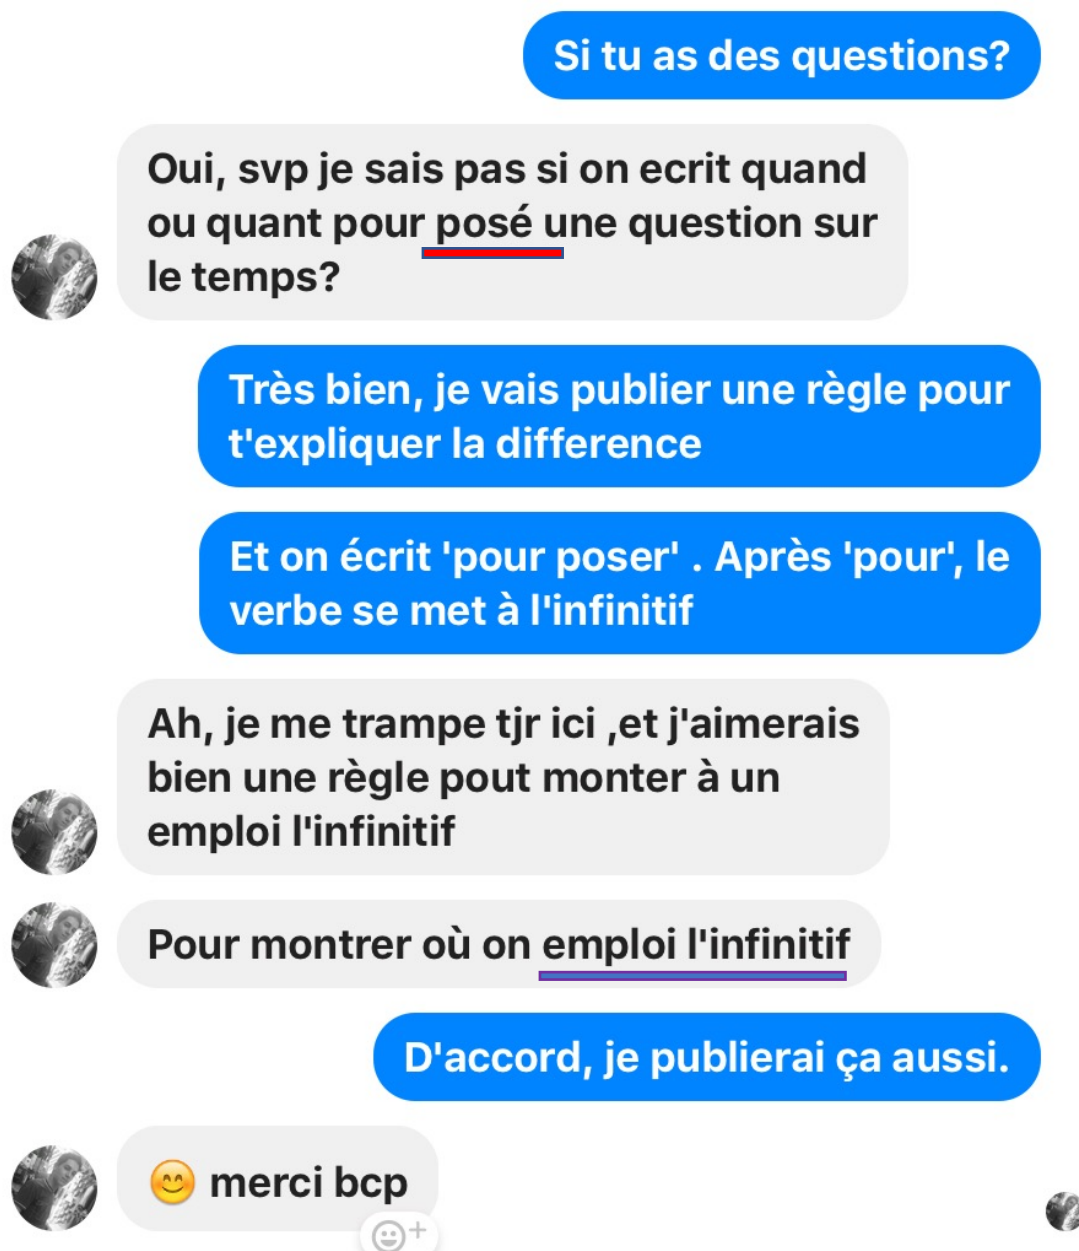 Si tu as des questions?
Oui, svp je sais pas si on ecrit quand
ou quant pour posé une question sur
le temps?
Très bien, je vais publier une règle pour
t'expliquer la difference
Et on écrit 'pour poser' . Après 'pour', le
verbe se met à l'infinitif
Ah, je me trampe tjr ici ,et j'aimerais
bien une règle pout monter à un
emploi l'infinitif
Pour montrer où on emploi l'infinitif
D'accord, je publierai ça aussi.
😊 merci bcp